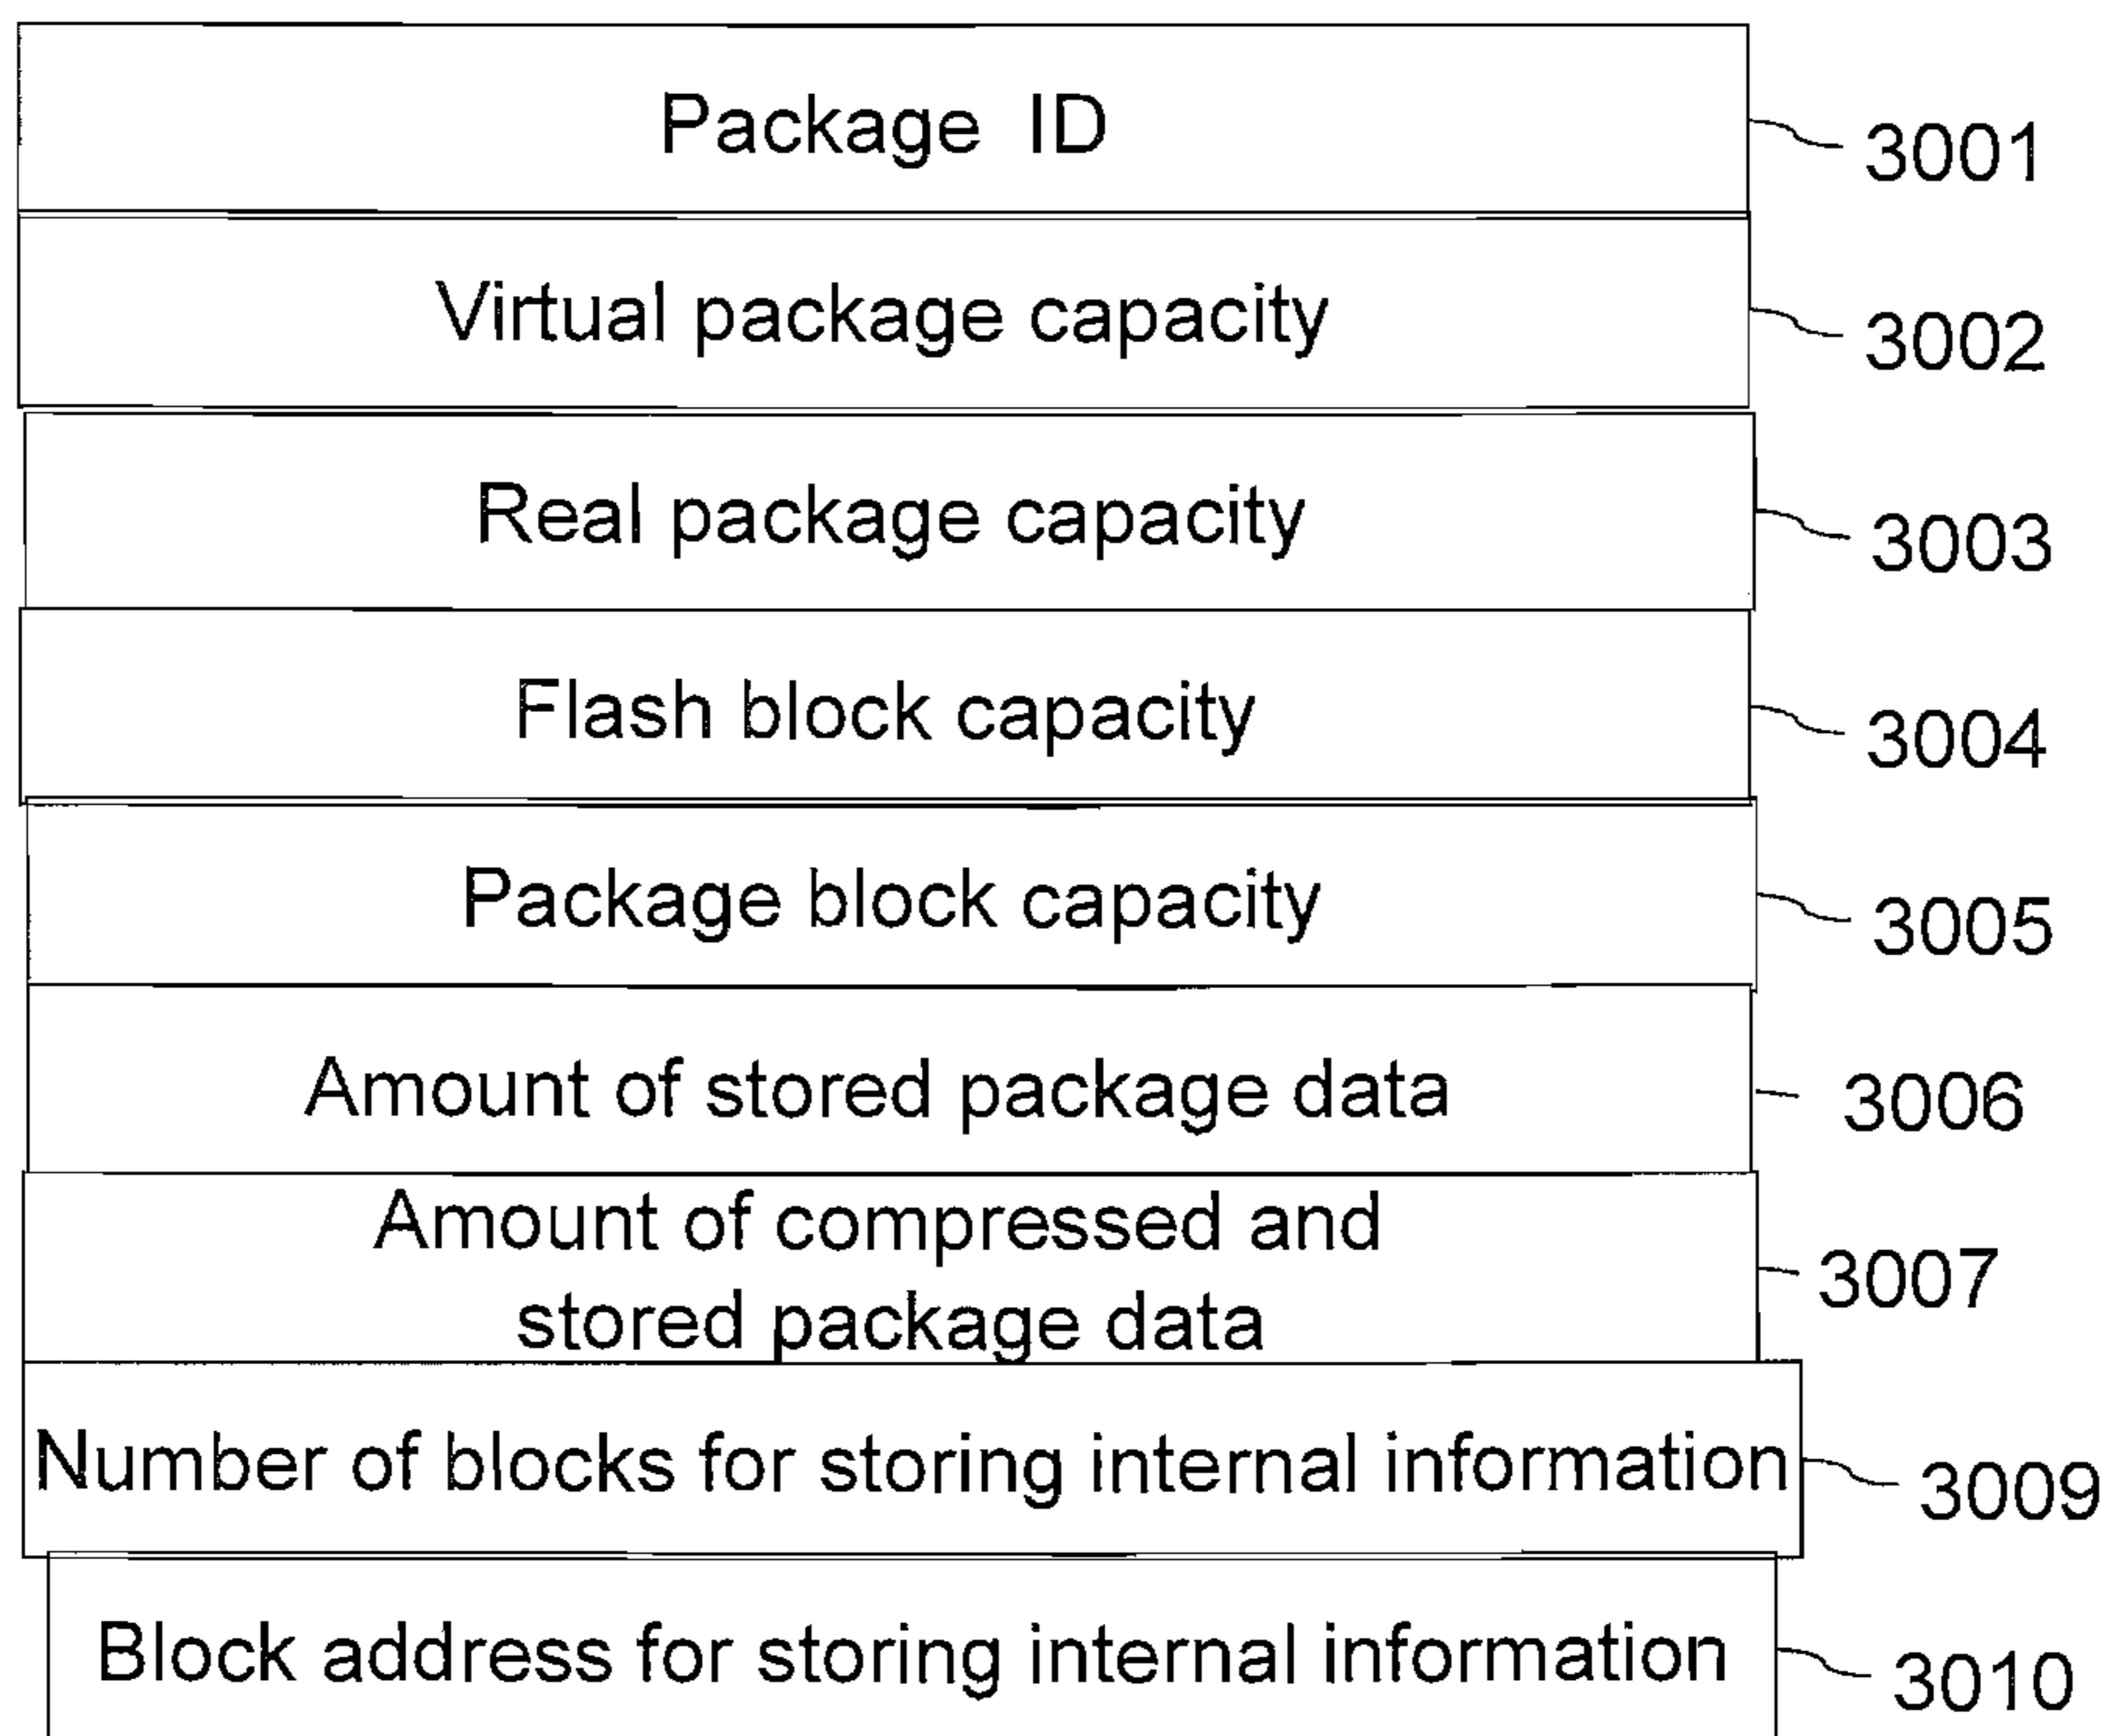 Package ID 3001
Virtual package capacity 3002
Real package capacity 3003
Flash block capacity 3004
Package block capacity 3005
Amount of stored package data 3006
Amount of compressed and
stored package data 3007
Number of blocks for storing internal information 3009
Block address for storing internal information 3010